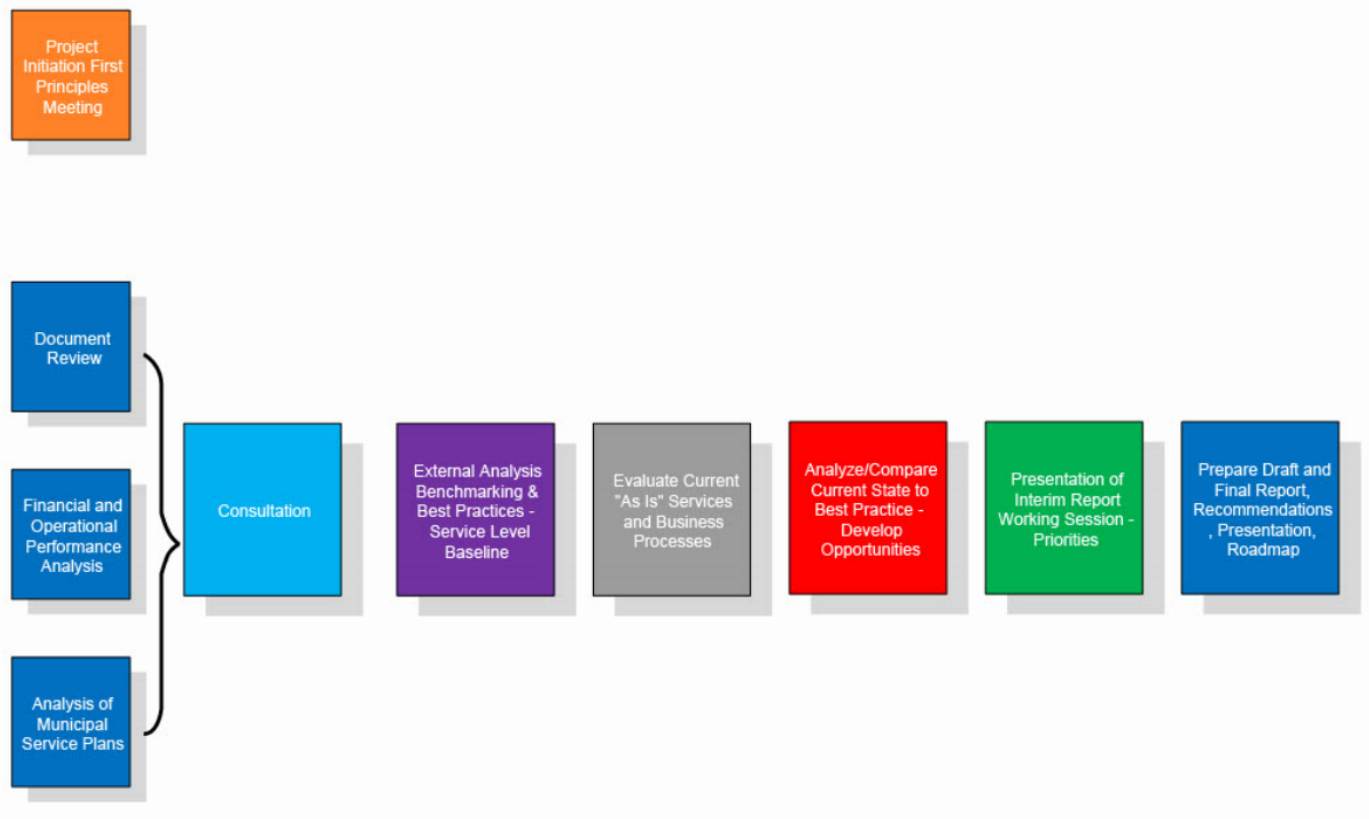 Project
Initiation First
Principles
Meeting
Document
Review
Financial and
Operational
Performance
Analysis
Analysis of
Municipal
Service Plans
Consultation
External Analysis
Benchmarking &
Best Practices -
Service Level
Baseline
Evaluate Current
"As Is" Services
and Business
Processes
Analyze/Compare
Current State to
Best Practice -
Develop
Opportunities
Presentation of
Interim Report
Working Session -
Priorities
Prepare Draft and
Final Report,
Recommendations
, Presentation,
Roadmap